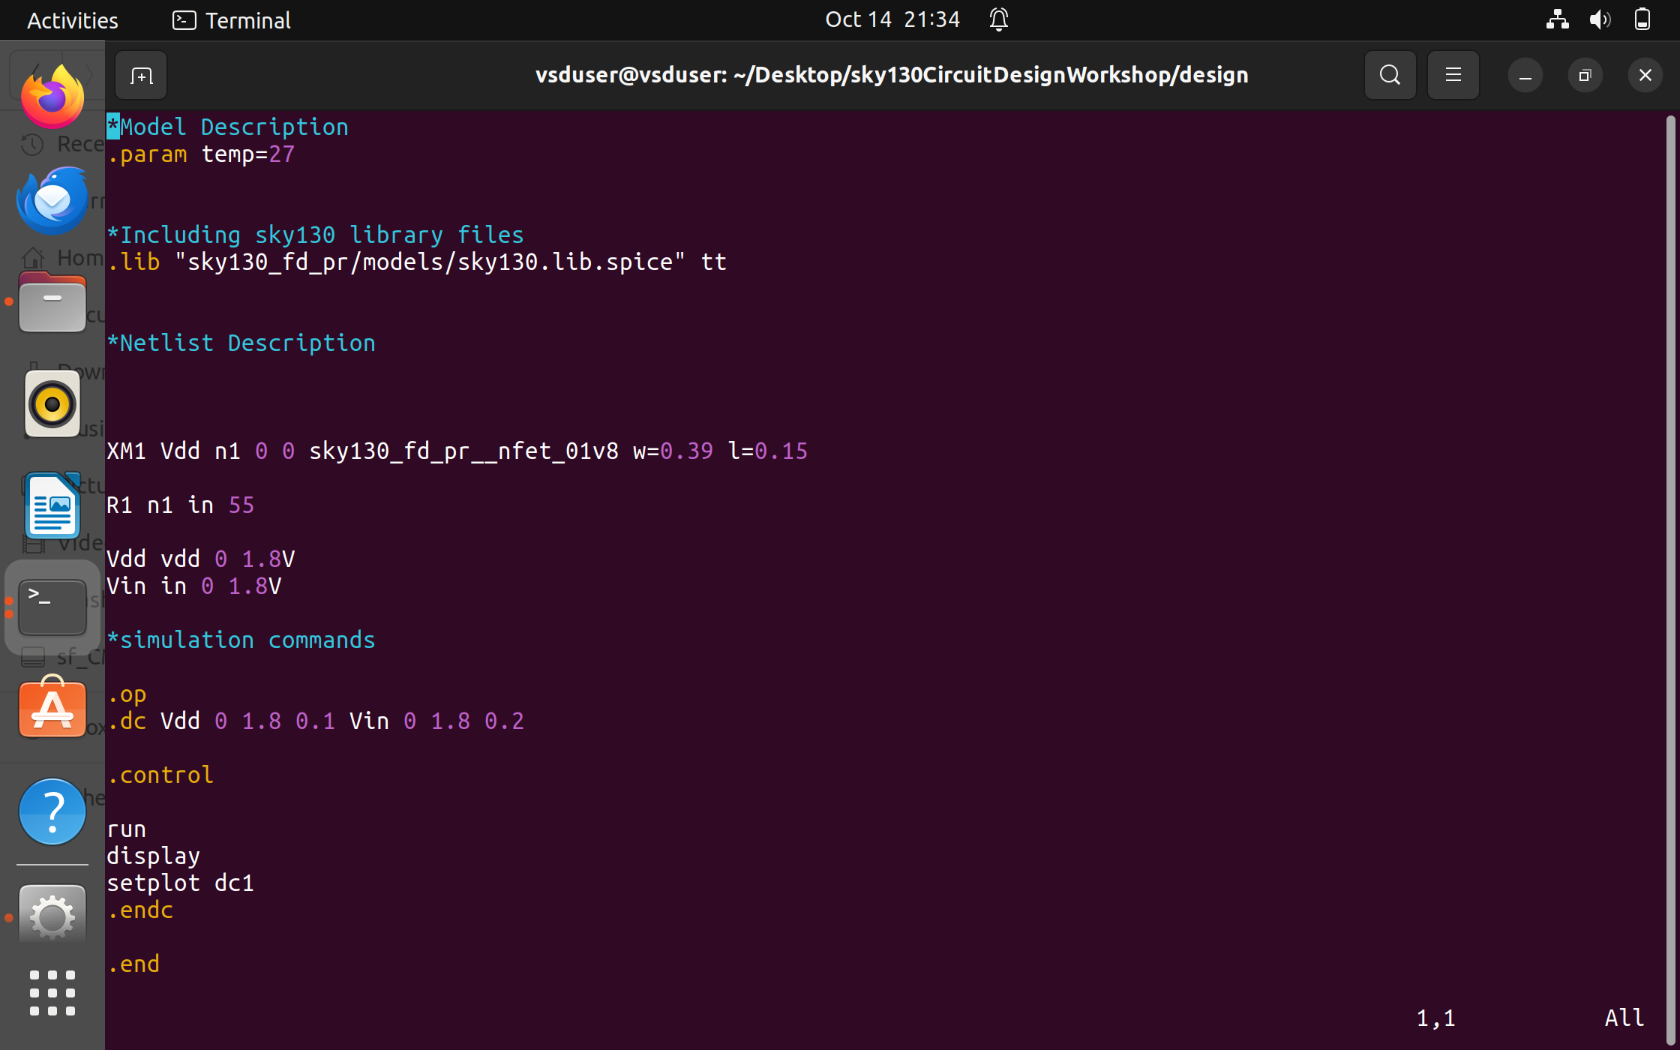 Activities
Terminal
Oct 14 21:34
vsduser@vsduser: ~/Desktop/sky130CircuitDesignWorkshop/design
*Model Description
.param temp=27
*Including sky130 library files
.lib "sky130_fd_pr/models/sky130.lib.spice" tt
*Netlist Description
XM1 Vdd n1 0 0 sky130_fd_pr__nfet_01v8 w=0.39 l=0.15
R1 n1 in 55
Vdd vdd 0 1.8V
Vin in 0 1.8V
*simulation commands
.op
.dc Vdd 0 1.8 0.1 Vin 0 1.8 0.2
.control
run
display
setplot dc1
.endc
.end
1,1
All